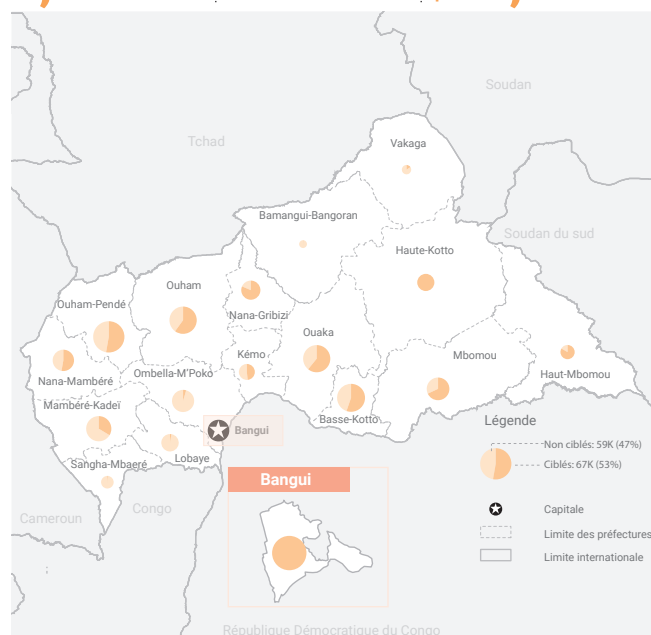 Soudan
Tchad
Vakaga
Bamangui-Bangoran
Soudan du sud
Haute-Kotto
Ouham
Ouham-Pendé
Nana-Gribizi
Ouaka
Kémo
Mbomou
Ombella-M'Poko
Nana-Mambéré
Haut-Mbomou
Mambéré-Kadeï
Basse-Kotto
Bangui
Lobaye
Sangha-Mbaeré
Légende
Non ciblés: 59K (47%)
Ciblés: 67K (53%)
Bangui
Congo
Cameroun
Capitale
Limite des préfectures
Limite internationale
République Démocratique du Congo